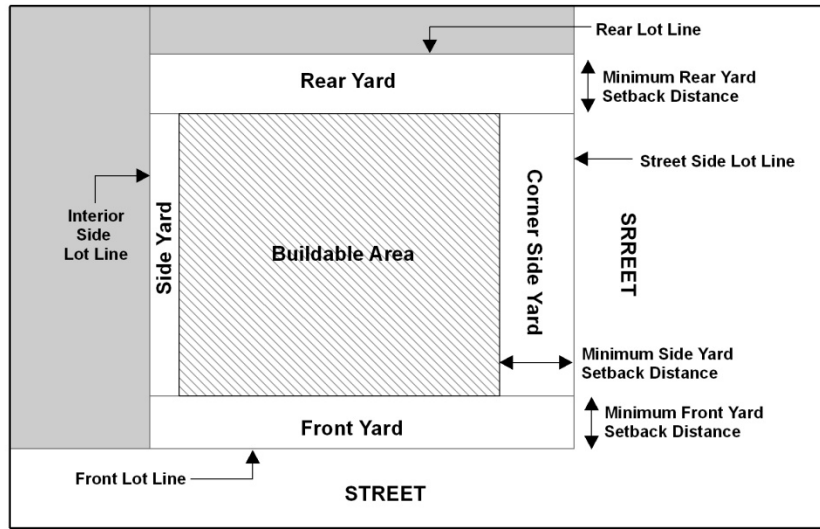 Rear Lot Line
Rear Yard
Minimum Rear Yard
Setback Distance
Street Side Lot Line
Interior
Side
Lot Line
Side Yard
Buildable Area
Corner Side Yard
SRREET
Minimum Side Yard
Setback Distance
Front Yard
Minimum Front Yard
Setback Distance
Front Lot Line
STREET